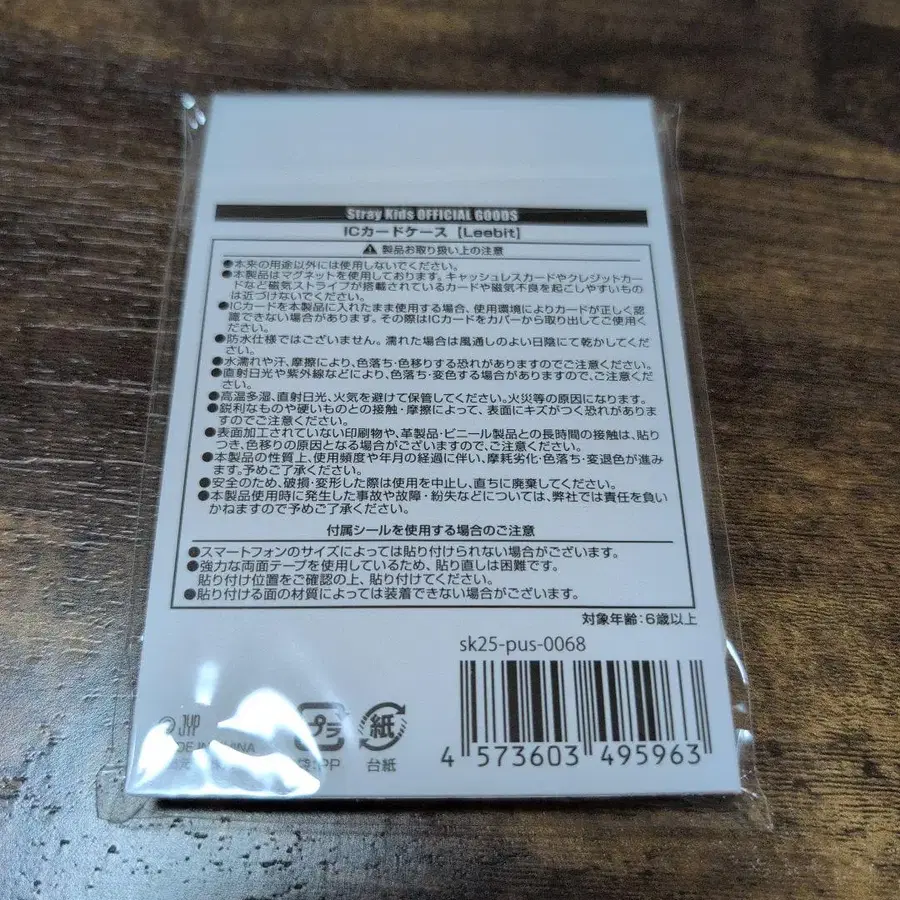 Stray Kids OFFICIAL GOODS
ICカードケース【Leebit】
製品お取り扱い上の注意
●本来の用途以外には使用しないでください。
●本製品はマグネットを使用しております。キャッシュレスカードやクレジットカー
ドなど磁気ストライプが搭載されているカードや磁気不良を起こしやすいもの
は近づけないでください。
●ICカードを本製品に入れたまま使用する場合、使用環境によりカードが正しく認
識できない場合があります。その際はICカードをカバーから取り出してご使用く
ださい。
●防水仕様ではございません。濡れた場合は風通しのよい日陰にて乾かしてくだ
さい。
●水濡れや汗、摩擦により、色落ち・色移りする恐れがありますのでご注意ください。
●直射日光や紫外線などにより、色落ち・変色する場合がありますので、ご注意くだ
さい。
●高温多湿、直射日光、火気を避けて保管してください。火災等の原因になります。
●鋭利なものや硬いものとの接触・摩擦によって、表面にキズがつく恐れがありま
すのでご注意ください。
●表面加工されていない印刷物や、革製品・ビニール製品との長時間の接触は、貼り
つき、色移りの原因となる場合がございますので、ご注意ください。
●本製品の性質上、使用頻度や年月の経過に伴い、摩耗劣化・色落ち・変退色が進み
ます。予めご了承ください。
●安全のため、破損・変形した際は使用を中止し、直ちに廃棄してください。
●本製品使用時に発生した事故や故障・紛失などについては、弊社では責任を負い
かねますので予めご了承ください。
付属シールを使用する場合のご注意
●スマートフォンのサイズによっては貼り付けられない場合がございます。
●強力な両面テープを使用しているため、貼り直しは困難です。
貼り付け位置をご確認の上、貼り付けてください。
●貼り付ける面の材質によっては装着できない場合がございます。
対象年齢:6歳以上
sk25-pus-0068
4 573603 495963
© JYP
プラ
紙
台紙